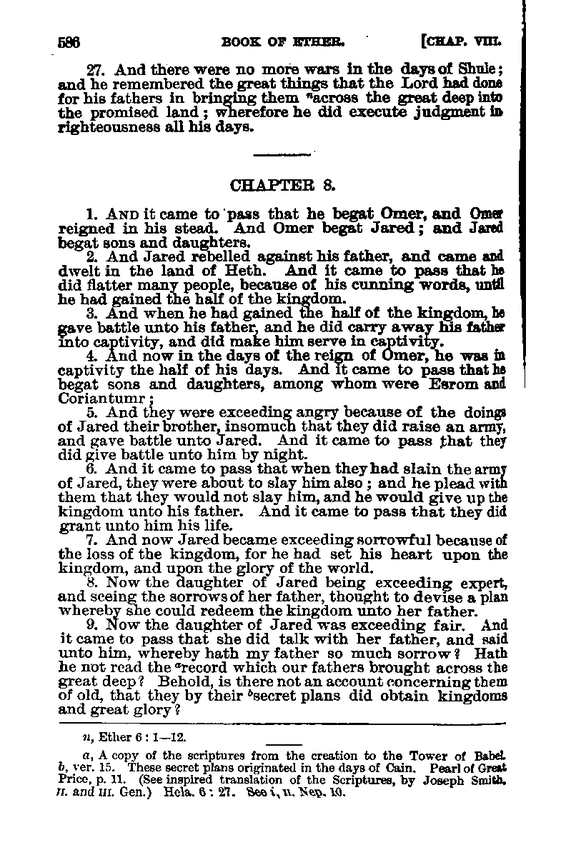 586 BOOK OF ETHER. [CHAP. VIII.
27. And there were no more wars in the days of Shule;
and he remembered the great things that the Lord had done
for his fathers in bringing them ⁿacross the great deep into
the promised land; wherefore he did execute judgment in
righteousness all his days.
CHAPTER 8.
1. AND it came to pass that he begat Omer, and Omer
reigned in his stead. And Omer begat Jared; and Jared
begat sons and daughters.
2. And Jared rebelled against his father, and came and
dwelt in the land of Heth. And it came to pass that he
did flatter many people, because of his cunning words, until
he had gained the half of the kingdom.
3. And when he had gained the half of the kingdom, he
gave battle unto his father, and he did carry away his father
into captivity, and did make him serve in captivity.
4. And now in the days of the reign of Omer, he was in
captivity the half of his days. And it came to pass that he
begat sons and daughters, among whom were Esrom and
Coriantumr;
5. And they were exceeding angry because of the doings
of Jared their brother, insomuch that they did raise an army,
and gave battle unto Jared. And it came to pass that they
did give battle unto him by night.
6. And it came to pass that when they had slain the army
of Jared, they were about to slay him also; and he plead with
them that they would not slay him, and he would give up the
kingdom unto his father. And it came to pass that they did
grant unto him his life.
7. And now Jared became exceeding sorrowful because of
the loss of the kingdom, for he had set his heart upon the
kingdom, and upon the glory of the world.
8. Now the daughter of Jared being exceeding expert,
and seeing the sorrows of her father, thought to devise a plan
whereby she could redeem the kingdom unto her father.
9. Now the daughter of Jared was exceeding fair. And
it came to pass that she did talk with her father, and said
unto him, whereby hath my father so much sorrow? Hath
he not read the ᵃrecord which our fathers brought across the
great deep? Behold, is there not an account concerning them
of old, that they by their ᵇsecret plans did obtain kingdoms
and great glory?
n, Ether 6: 1—12.
a, A copy of the scriptures from the creation to the Tower of Babel.
b, ver. 15. These secret plans originated in the days of Cain. Pearl of Great
Price, p. 11. (See inspired translation of the Scriptures, by Joseph Smith,
II. and III. Gen.) Hela. 6: 27. See i, II. Nep. 10.